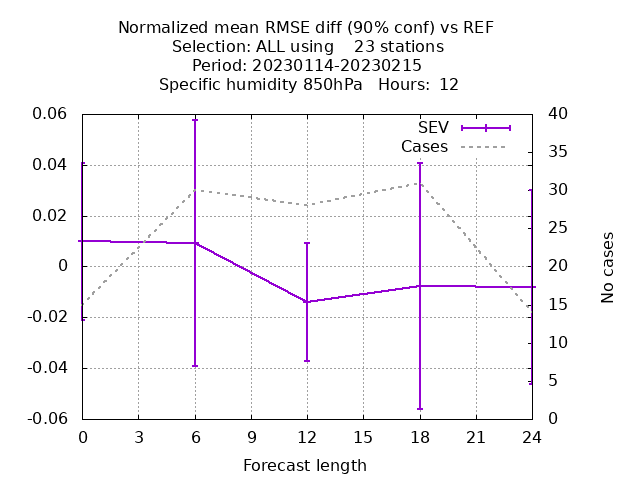 Normalized mean RMSE diff (90% conf) vs REF
Selection: ALL using    23 stations
Period: 20230114-20230215
Specific humidity 850hPa   Hours:  12
SEV
Cases
0.06
0.04
0.02
0
-0.02
-0.04
-0.06
40
35
30
25
20
15
10
5
0
No cases
0 3 6 9 12 15 18 21 24
Forecast length